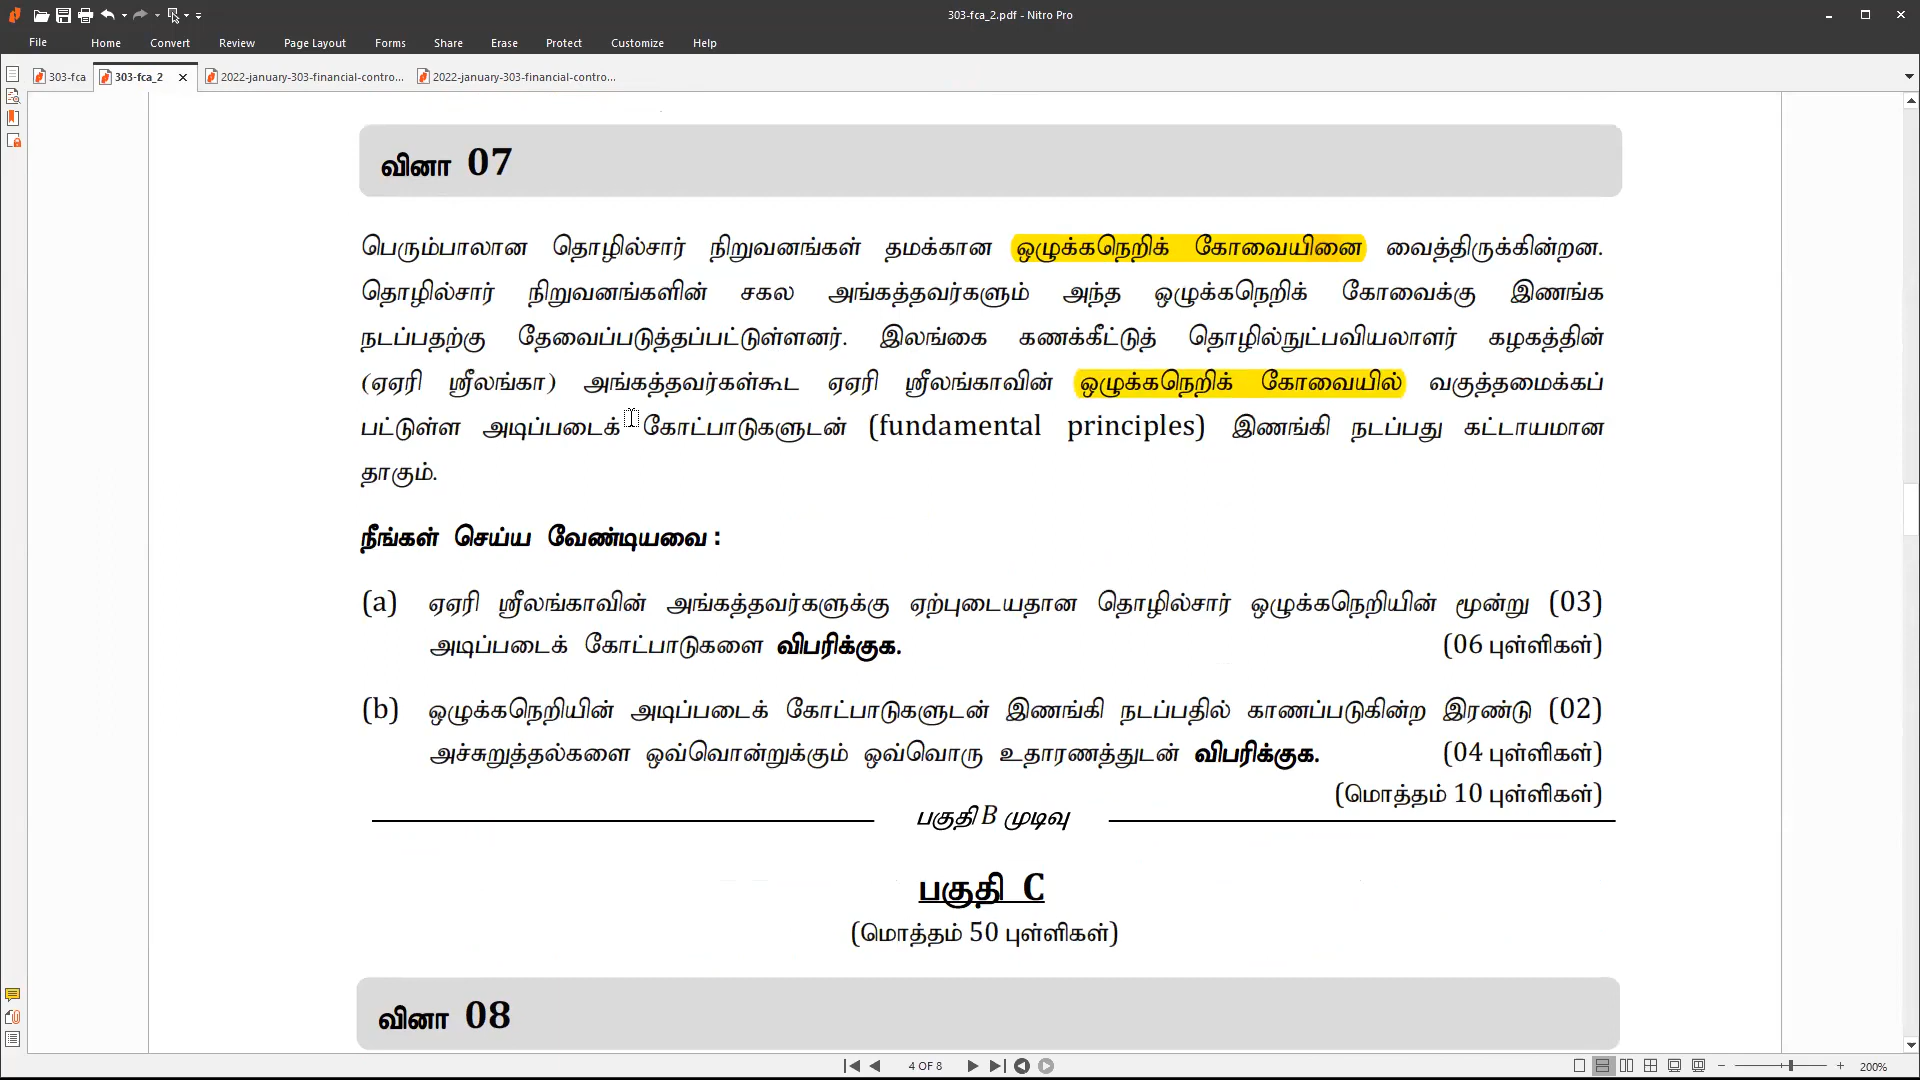 303-fca_2.pdf - Nitro Pro
File Home Convert Review Page Layout Forms Share Erase Protect Customize Help
303-fca 303-fca_2 2022-january-303-financial-contro... 2022-january-303-financial-contro...
வினா 07
பெரும்பாலான தொழில்சார் நிறுவனங்கள் தமக்கான ஒழுக்கநெறிக் கோவையினை வைத்திருக்கின்றன.
தொழில்சார் நிறுவனங்களின் சகல அங்கத்தவர்களும் அந்த ஒழுக்கநெறிக் கோவைக்கு இணங்க
நடப்பதற்கு தேவைப்படுத்தப்பட்டுள்ளனர். இலங்கை கணக்கீட்டுத் தொழில்நுட்பவியலாளர் கழகத்தின்
(ஏஏரி ஸ்ரீலங்கா) அங்கத்தவர்கள்கூட ஏஏரி ஸ்ரீலங்காவின் ஒழுக்கநெறிக் கோவையில் வகுத்தமைக்கப்
பட்டுள்ள அடிப்படைக் கோட்பாடுகளுடன் (fundamental principles) இணங்கி நடப்பது கட்டாயமான
தாகும்.
நீங்கள் செய்ய வேண்டியவை :
(a) ஏஏரி ஸ்ரீலங்காவின் அங்கத்தவர்களுக்கு ஏற்புடையதான தொழில்சார் ஒழுக்கநெறியின் மூன்று (03)
அடிப்படைக் கோட்பாடுகளை விபரிக்குக. (06 புள்ளிகள்)
(b) ஒழுக்கநெறியின் அடிப்படைக் கோட்பாடுகளுடன் இணங்கி நடப்பதில் காணப்படுகின்ற இரண்டு (02)
அச்சுறுத்தல்களை ஒவ்வொன்றுக்கும் ஒவ்வொரு உதாரணத்துடன் விபரிக்குக. (04 புள்ளிகள்)
(மொத்தம் 10 புள்ளிகள்)
பகுதி B முடிவு
பகுதி C
(மொத்தம் 50 புள்ளிகள்)
வினா 08
4 OF 8
200%